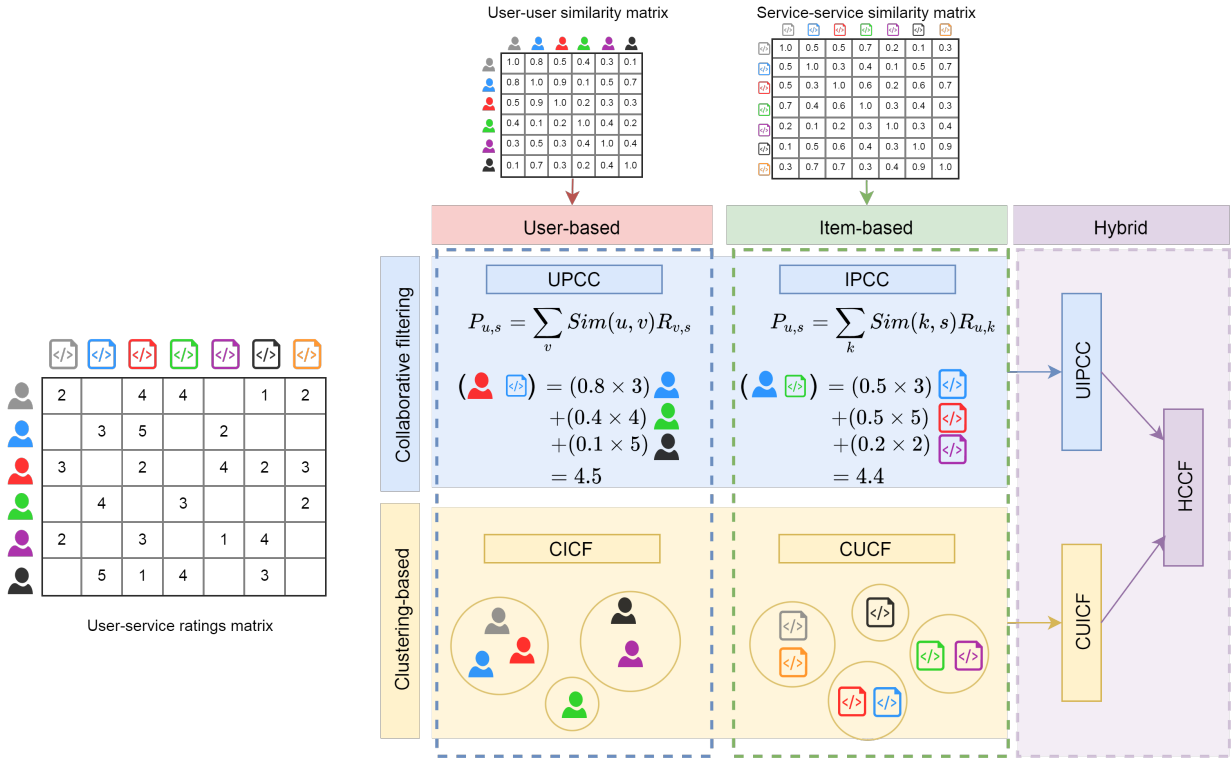 User-user similarity matrix
1.0 0.8 0.5 0.4 0.3 0.1
0.8 1.0 0.9 0.1 0.5 0.7
0.5 0.9 1.0 0.2 0.3 0.3
0.4 0.1 0.2 1.0 0.4 0.2
0.3 0.5 0.3 0.4 1.0 0.4
0.1 0.7 0.3 0.2 0.4 1.0
Service-service similarity matrix
1.0 0.5 0.5 0.7 0.2 0.1 0.3
0.5 1.0 0.3 0.4 0.1 0.5 0.7
0.5 0.3 1.0 0.6 0.2 0.6 0.7
0.7 0.4 0.6 1.0 0.3 0.4 0.3
0.2 0.1 0.2 0.3 1.0 0.3 0.4
0.1 0.5 0.6 0.4 0.3 1.0 0.9
0.3 0.7 0.7 0.3 0.4 0.9 1.0
User-based
Item-based
Hybrid
Collaborative filtering
UPCC
P_{u,s} = \sum_v Sim(u, v)R_{v,s}
( </> ) = (0.8 × 3)
+(0.4 × 4)
+(0.1 × 5)
= 4.5
IPCC
P_{u,s} = \sum_k Sim(k, s)R_{u,k}
( </> ) = (0.5 × 3) </>
+(0.5 × 5) </>
+(0.2 × 2) </>
= 4.4
UIPCC
HCCF
</> </> </> </> </> </> </>
2 4 4 1 2
3 5 2
3 2 4 2 3
4 3 2
2 3 1 4
5 1 4 3
User-service ratings matrix
Clustering-based
CICF
CUCF
</> </>
</> </> </>
</> </>
CUICF